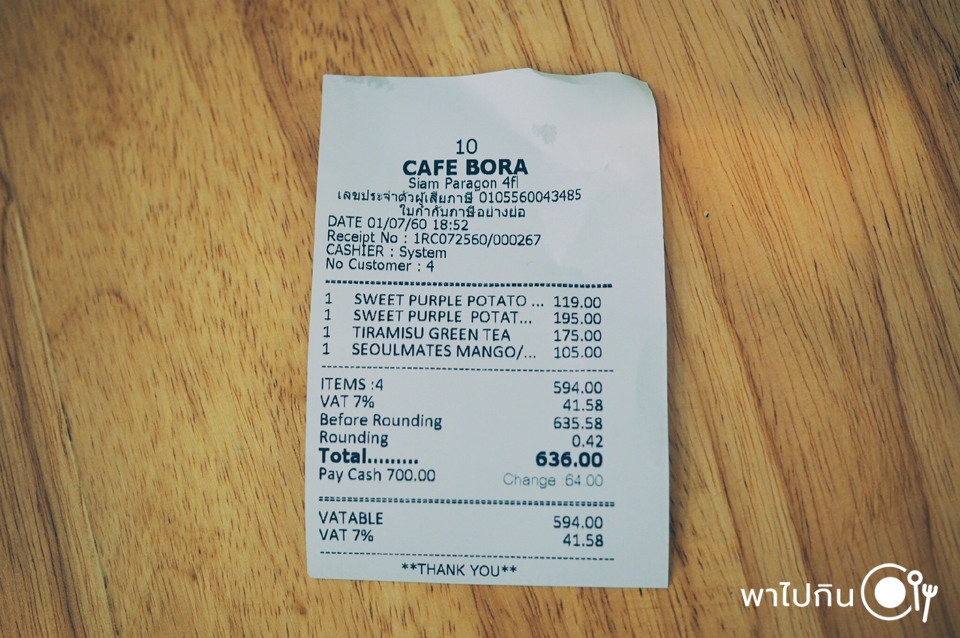 10
CAFE BORA
Siam Paragon 4fl
เลขประจำตัวผู้เสียภาษี 0105560043485
ใบกำกับภาษีอย่างย่อ
DATE 01/07/60 18:52
Receipt No : 1RC072560/000267
CASHIER : System
No Customer : 4
1 SWEET PURPLE POTATO ... 119.00
1 SWEET PURPLE POTAT... 195.00
1 TIRAMISU GREEN TEA 175.00
1 SEOULMATES MANGO/... 105.00
ITEMS :4 594.00
VAT 7% 41.58
Before Rounding 635.58
Rounding 0.42
Total......... 636.00
Pay Cash 700.00 Change 64.00
VATABLE 594.00
VAT 7% 41.58
**THANK YOU**
พาไปกิน